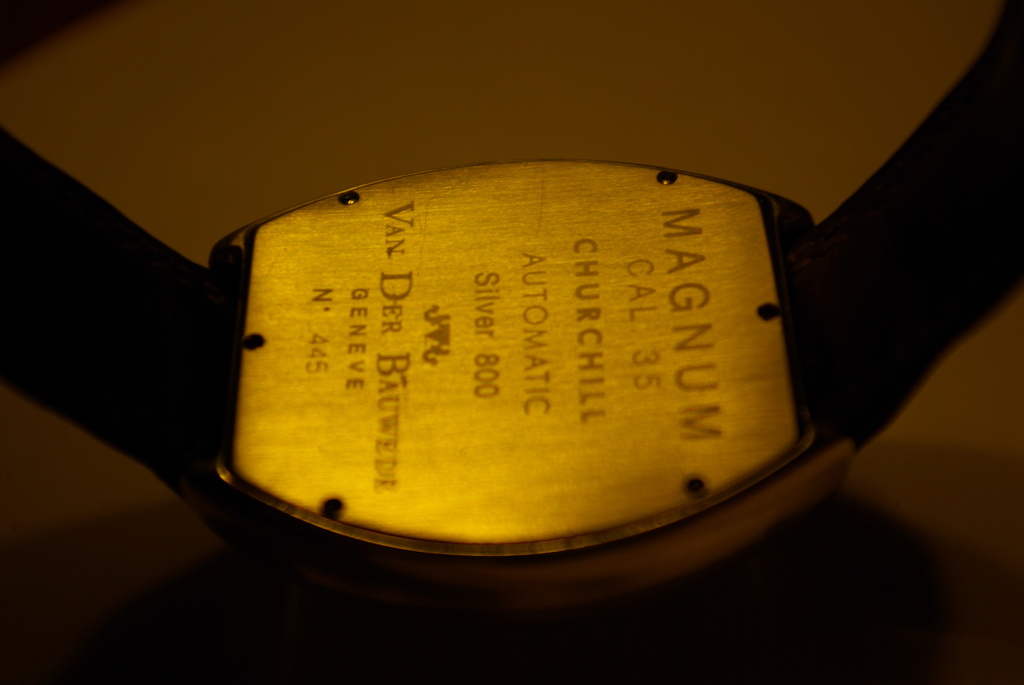 MAGNUM
CAL. 35
CHURCHILL
AUTOMATIC
Silver 800
VAN DER BAUWEDE
GENEVE
N° 445